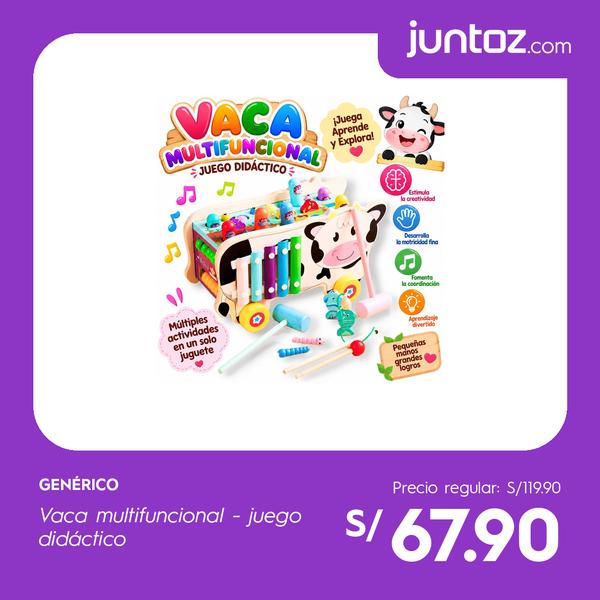 juntoz.com
VACA
MULTIFUNCIONAL
JUEGO DIDÁCTICO
¡Juega
Aprende
y Explora!
Estimula
la creatividad
Desarrolla
la motricidad fina
Fomenta
la coordinación
Aprendizaje
divertido
Múltiples
actividades
en un solo
juguete
Pequeñas
manos
grandes
logros
GENÉRICO
Vaca multifuncional - juego
didáctico
Precio regular: S/119.90
S/ 67.90